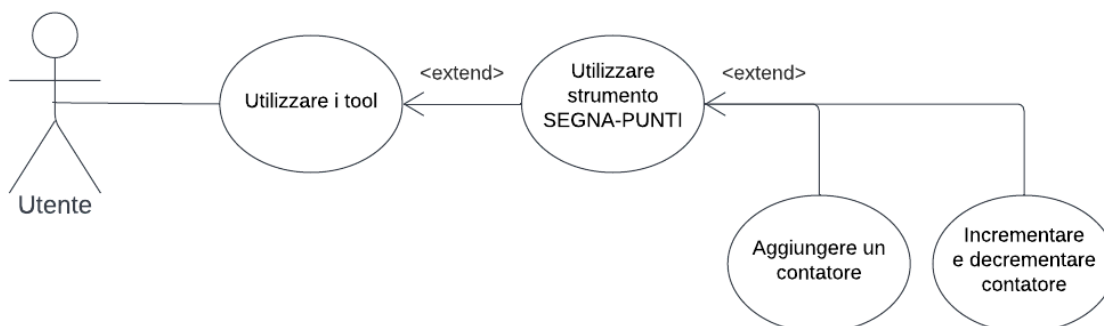 Utente
Utilizzare i tool
<extend>
Utilizzare
strumento
SEGNA-PUNTI
<extend>
Aggiungere un
contatore
Incrementare
e decrementare
contatore